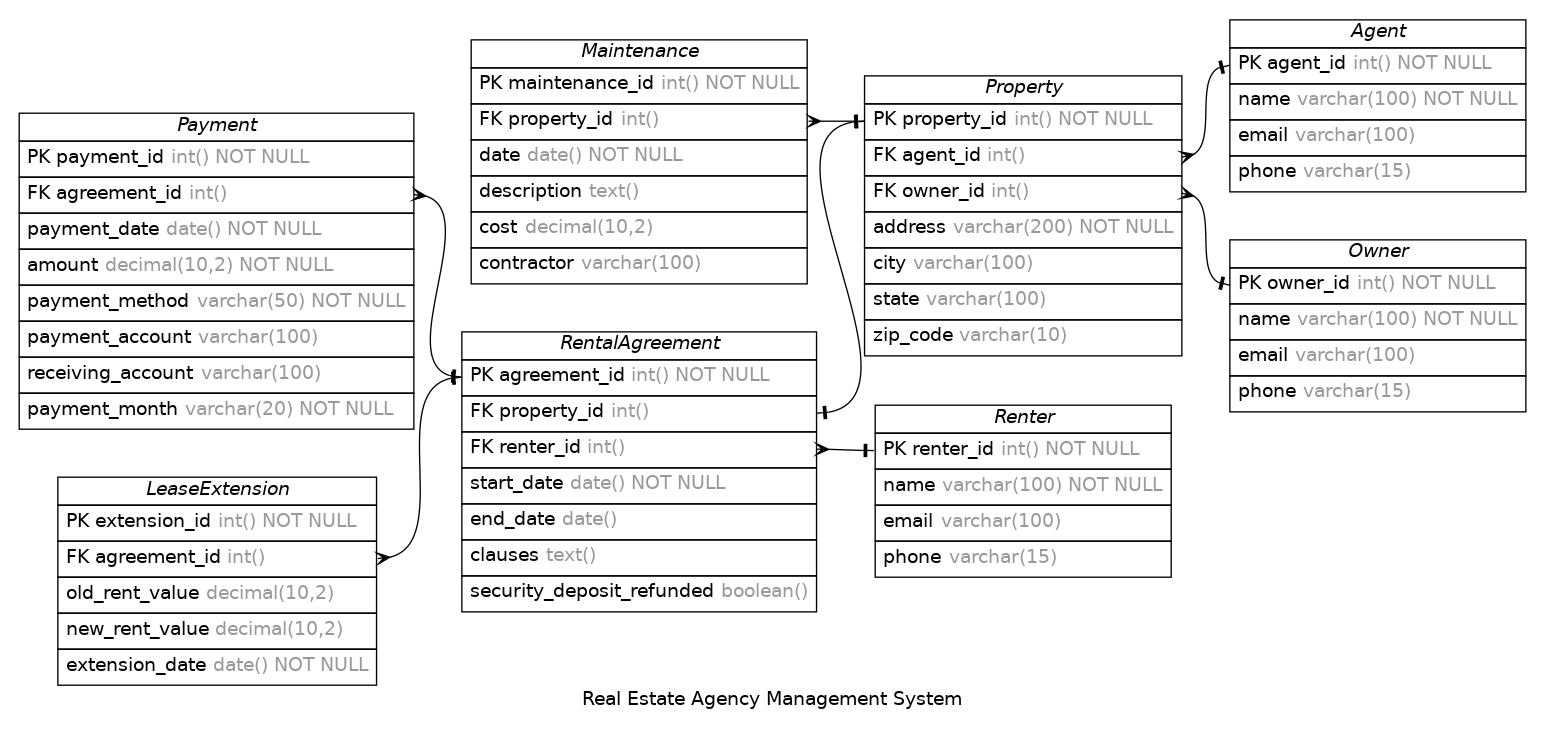 Payment
PK payment_id int() NOT NULL
FK agreement_id int()
payment_date date() NOT NULL
amount decimal(10,2) NOT NULL
payment_method varchar(50) NOT NULL
payment_account varchar(100)
receiving_account varchar(100)
payment_month varchar(20) NOT NULL
LeaseExtension
PK extension_id int() NOT NULL
FK agreement_id int()
old_rent_value decimal(10,2)
new_rent_value decimal(10,2)
extension_date date() NOT NULL
Maintenance
PK maintenance_id int() NOT NULL
FK property_id int()
date date() NOT NULL
description text()
cost decimal(10,2)
contractor varchar(100)
RentalAgreement
PK agreement_id int() NOT NULL
FK property_id int()
FK renter_id int()
start_date date() NOT NULL
end_date date()
clauses text()
security_deposit_refunded boolean()
Property
PK property_id int() NOT NULL
FK agent_id int()
FK owner_id int()
address varchar(200) NOT NULL
city varchar(100)
state varchar(100)
zip_code varchar(10)
Renter
PK renter_id int() NOT NULL
name varchar(100) NOT NULL
email varchar(100)
phone varchar(15)
Agent
PK agent_id int() NOT NULL
name varchar(100) NOT NULL
email varchar(100)
phone varchar(15)
Owner
PK owner_id int() NOT NULL
name varchar(100) NOT NULL
email varchar(100)
phone varchar(15)
Real Estate Agency Management System